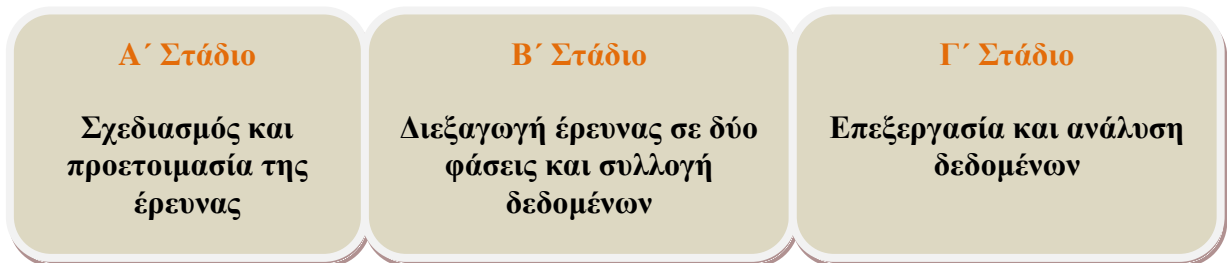 Α΄ Στάδιο
Σχεδιασμός και
προετοιμασία της
έρευνας
Β΄ Στάδιο
Διεξαγωγή έρευνας σε δύο
φάσεις και συλλογή
δεδομένων
Γ΄ Στάδιο
Επεξεργασία και ανάλυση
δεδομένων